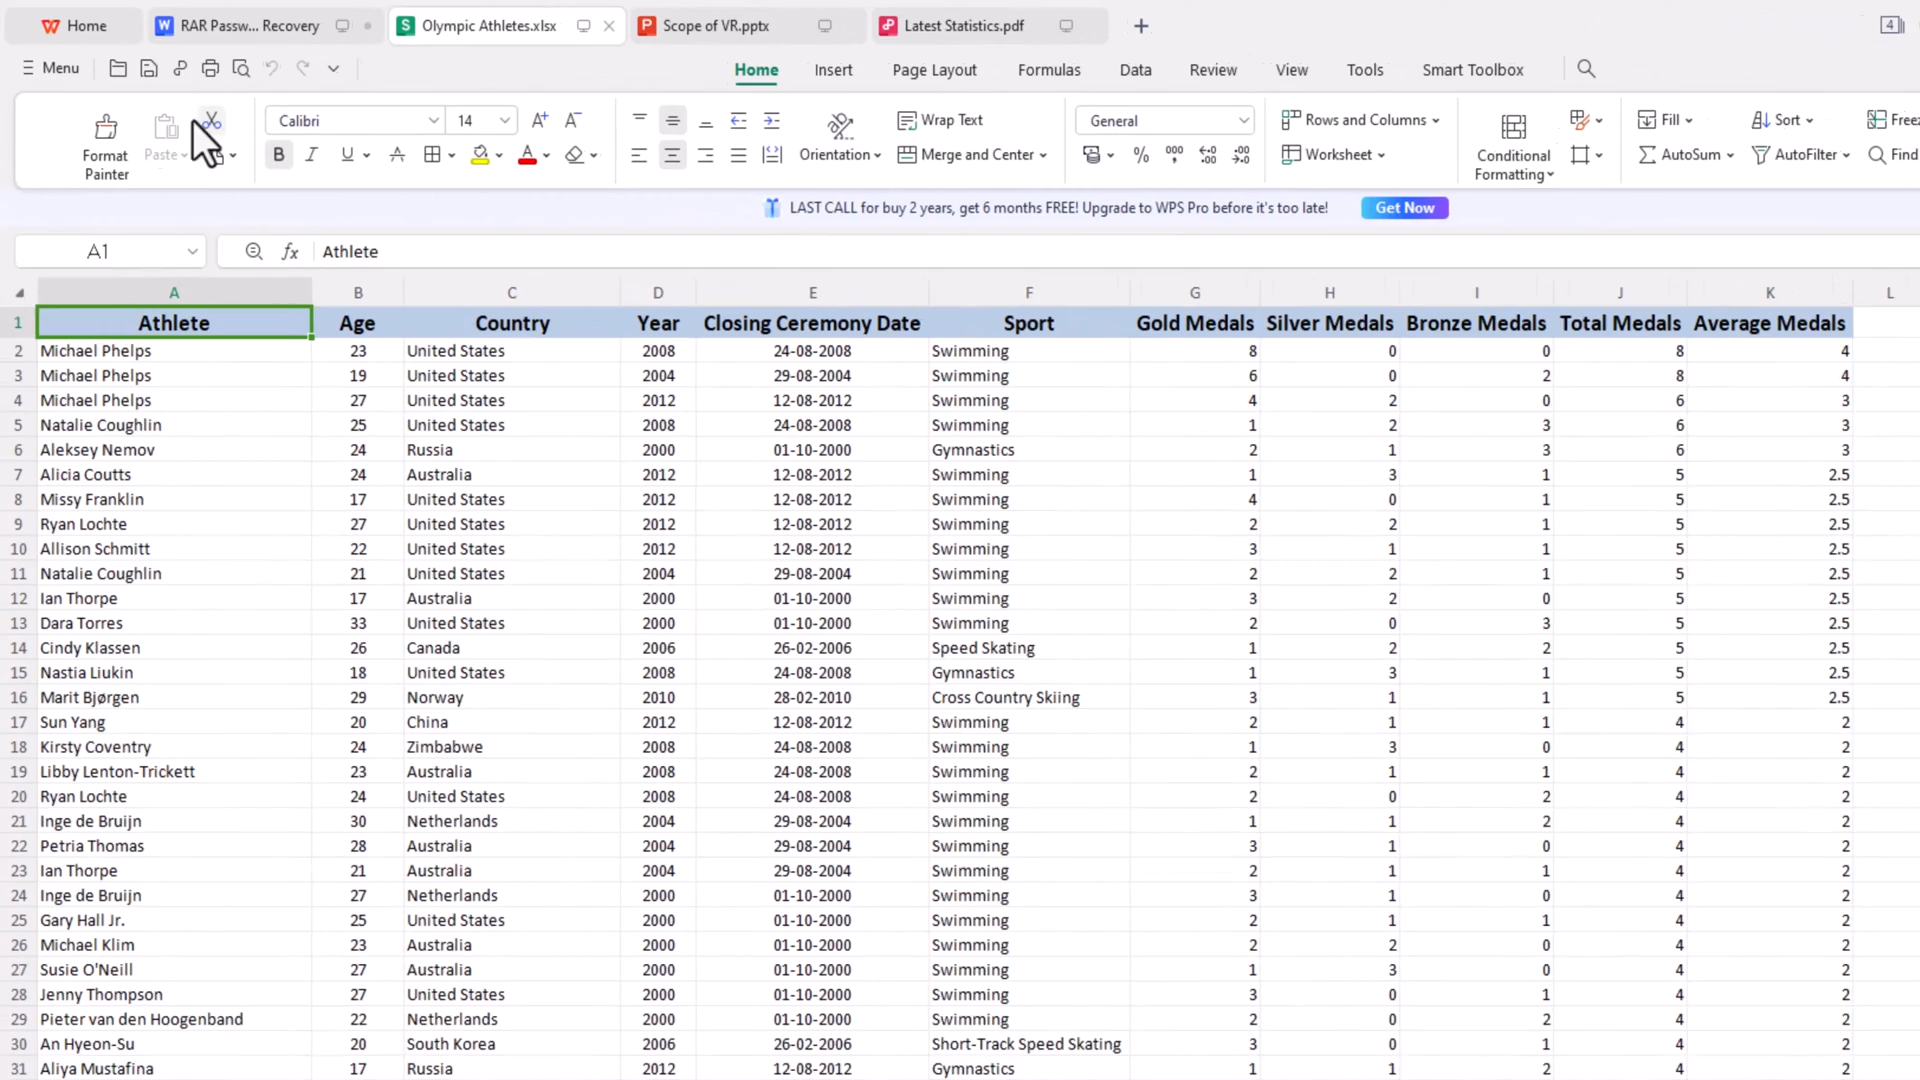 Home RAR Passw... Recovery Olympic Athletes.xlsx Scope of VR.pptx Latest Statistics.pdf 4
Menu Home Insert Page Layout Formulas Data Review View Tools Smart Toolbox
Calibri 14 Wrap Text General Rows and Columns Fill Sort Freez
Format Painter Paste Orientation Merge and Center Worksheet Conditional Formatting AutoSum AutoFilter Find
LAST CALL for buy 2 years, get 6 months FREE! Upgrade to WPS Pro before it's too late! Get Now
A1 fx Athlete
A B C D E F G H I J K L
1 Athlete Age Country Year Closing Ceremony Date Sport Gold Medals Silver Medals Bronze Medals Total Medals Average Medals
2 Michael Phelps 23 United States 2008 24-08-2008 Swimming 8 0 0 8 4
3 Michael Phelps 19 United States 2004 29-08-2004 Swimming 6 0 2 8 4
4 Michael Phelps 27 United States 2012 12-08-2012 Swimming 4 2 0 6 3
5 Natalie Coughlin 25 United States 2008 24-08-2008 Swimming 1 2 3 6 3
6 Aleksey Nemov 24 Russia 2000 01-10-2000 Gymnastics 2 1 3 6 3
7 Alicia Coutts 24 Australia 2012 12-08-2012 Swimming 1 3 1 5 2.5
8 Missy Franklin 17 United States 2012 12-08-2012 Swimming 4 0 1 5 2.5
9 Ryan Lochte 27 United States 2012 12-08-2012 Swimming 2 2 1 5 2.5
10 Allison Schmitt 22 United States 2012 12-08-2012 Swimming 3 1 1 5 2.5
11 Natalie Coughlin 21 United States 2004 29-08-2004 Swimming 2 2 1 5 2.5
12 Ian Thorpe 17 Australia 2000 01-10-2000 Swimming 3 2 0 5 2.5
13 Dara Torres 33 United States 2000 01-10-2000 Swimming 2 0 3 5 2.5
14 Cindy Klassen 26 Canada 2006 26-02-2006 Speed Skating 1 2 2 5 2.5
15 Nastia Liukin 18 United States 2008 24-08-2008 Gymnastics 1 3 1 5 2.5
16 Marit Bjørgen 29 Norway 2010 28-02-2010 Cross Country Skiing 3 1 1 5 2.5
17 Sun Yang 20 China 2012 12-08-2012 Swimming 2 1 1 4 2
18 Kirsty Coventry 24 Zimbabwe 2008 24-08-2008 Swimming 1 3 0 4 2
19 Libby Lenton-Trickett 23 Australia 2008 24-08-2008 Swimming 2 1 1 4 2
20 Ryan Lochte 24 United States 2008 24-08-2008 Swimming 2 0 2 4 2
21 Inge de Bruijn 30 Netherlands 2004 29-08-2004 Swimming 1 1 2 4 2
22 Petria Thomas 28 Australia 2004 29-08-2004 Swimming 3 1 0 4 2
23 Ian Thorpe 21 Australia 2004 29-08-2004 Swimming 2 1 1 4 2
24 Inge de Bruijn 27 Netherlands 2000 01-10-2000 Swimming 3 1 0 4 2
25 Gary Hall Jr. 25 United States 2000 01-10-2000 Swimming 2 1 1 4 2
26 Michael Klim 23 Australia 2000 01-10-2000 Swimming 2 2 0 4 2
27 Susie O'Neill 27 Australia 2000 01-10-2000 Swimming 1 3 0 4 2
28 Jenny Thompson 27 United States 2000 01-10-2000 Swimming 3 0 1 4 2
29 Pieter van den Hoogenband 22 Netherlands 2000 01-10-2000 Swimming 2 0 2 4 2
30 An Hyeon-Su 20 South Korea 2006 26-02-2006 Short-Track Speed Skating 3 0 1 4 2
31 Aliya Mustafina 17 Russia 2012 12-08-2012 Gymnastics 1 1 2 4 2